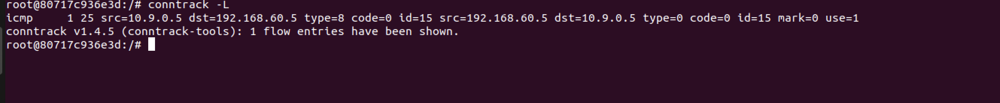 root@80717c936e3d:/# conntrack -L
icmp     1 25 src=10.9.0.5 dst=192.168.60.5 type=8 code=0 id=15 src=192.168.60.5 dst=10.9.0.5 type=0 code=0 id=15 mark=0 use=1
conntrack v1.4.5 (conntrack-tools): 1 flow entries have been shown.
root@80717c936e3d:/#